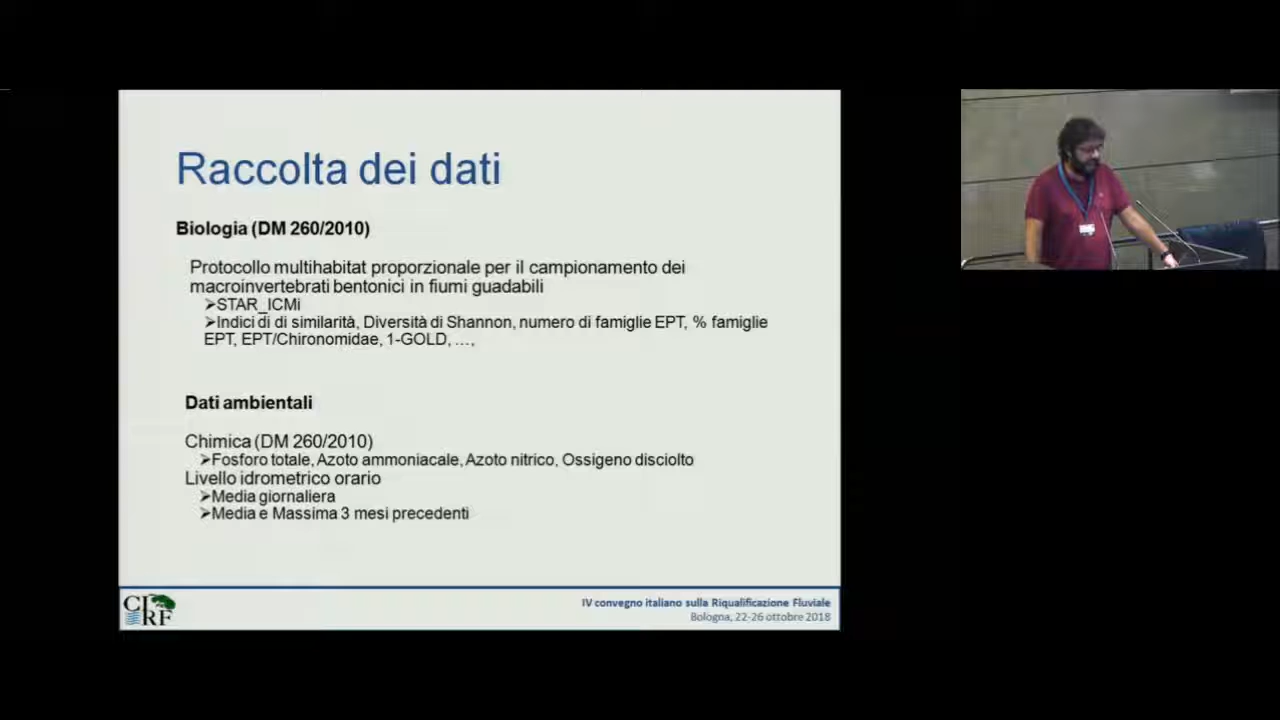 Raccolta dei dati
Biologia (DM 260/2010)
Protocollo multihabitat proporzionale per il campionamento dei
macroinvertebrati bentonici in fiumi guadabili
➢STAR_ICMi
➢Indici di di similarità, Diversità di Shannon, numero di famiglie EPT, % famiglie
EPT, EPT/Chironomidae, 1-GOLD, …,
Dati ambientali
Chimica (DM 260/2010)
➢Fosforo totale, Azoto ammoniacale, Azoto nitrico, Ossigeno disciolto
Livello idrometrico orario
➢Media giornaliera
➢Media e Massima 3 mesi precedenti
CIRF
IV convegno italiano sulla Riqualificazione Fluviale
Bologna, 22-26 ottobre 2018